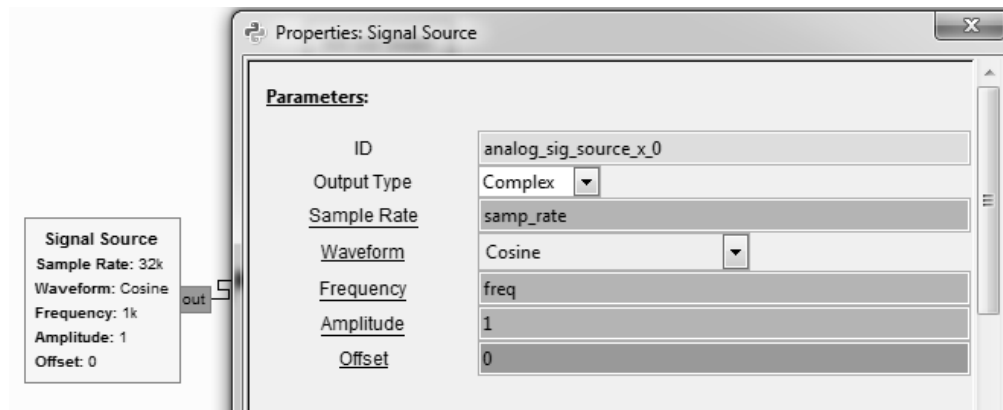 Properties: Signal Source
X
Parameters:
ID analog_sig_source_x_0
Output Type Complex
Sample Rate samp_rate
Waveform Cosine
Frequency freq
Amplitude 1
Offset 0
Signal Source
Sample Rate: 32k
Waveform: Cosine
Frequency: 1k
Amplitude: 1
Offset: 0
out